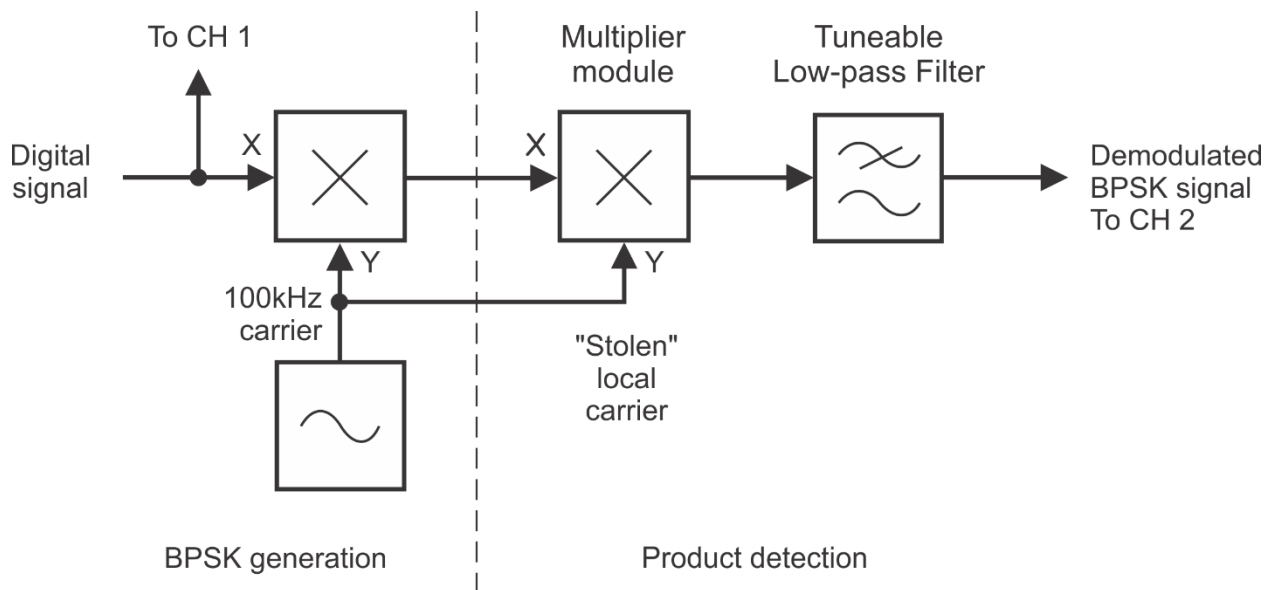 To CH 1
Multiplier
module
Tuneable
Low-pass Filter
Digital
signal
X
X
Demodulated
BPSK signal
To CH 2
Y
Y
100kHz
carrier
"Stolen"
local
carrier
BPSK generation
Product detection